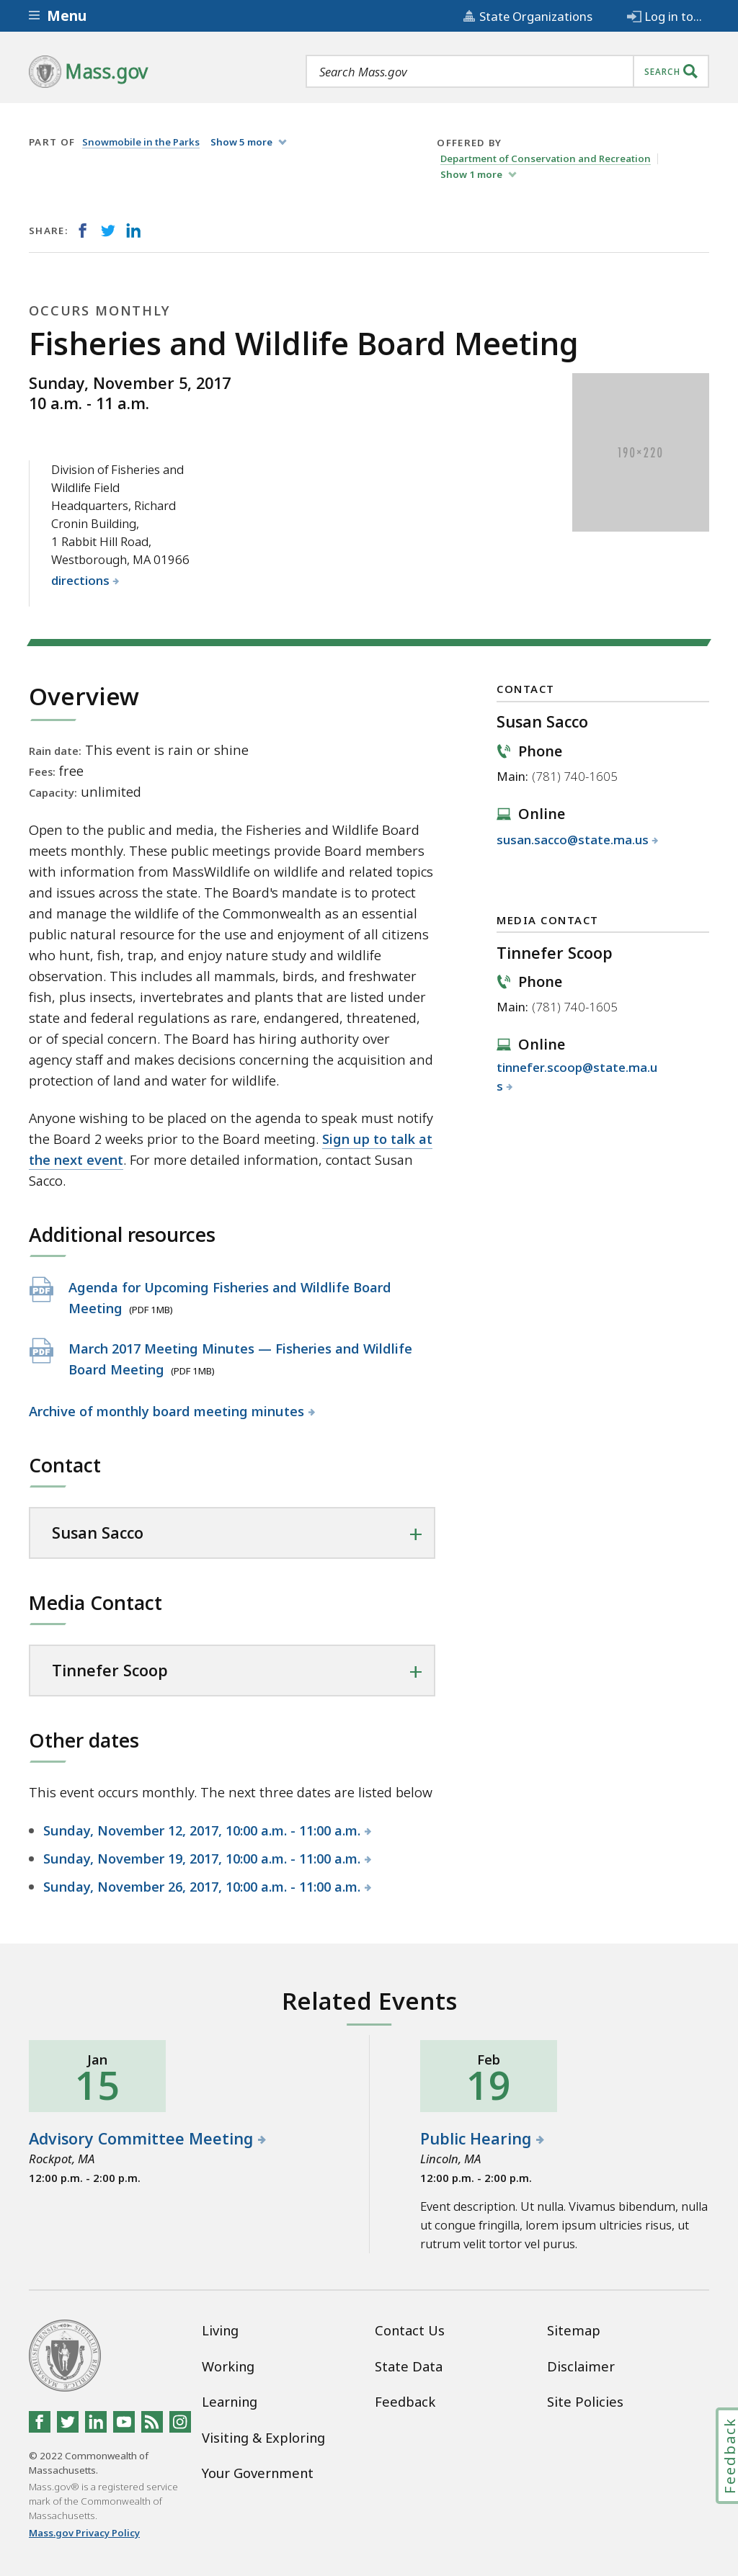 Menu
State Organizations
Log in to...
Mass.gov
Search Mass.gov
SEARCH
PART OF Snowmobile in the Parks Show 5 more
OFFERED BY
Department of Conservation and Recreation
Show 1 more
SHARE:
OCCURS MONTHLY
Fisheries and Wildlife Board Meeting
Sunday, November 5, 2017
10 a.m. - 11 a.m.
190×220
Division of Fisheries and
Wildlife Field
Headquarters, Richard
Cronin Building,
1 Rabbit Hill Road,
Westborough, MA 01966
directions
Overview
Rain date: This event is rain or shine
Fees: free
Capacity: unlimited
Open to the public and media, the Fisheries and Wildlife Board
meets monthly. These public meetings provide Board members
with information from MassWildlife on wildlife and related topics
and issues across the state. The Board's mandate is to protect
and manage the wildlife of the Commonwealth as an essential
public natural resource for the use and enjoyment of all citizens
who hunt, fish, trap, and enjoy nature study and wildlife
observation. This includes all mammals, birds, and freshwater
fish, plus insects, invertebrates and plants that are listed under
state and federal regulations as rare, endangered, threatened,
or of special concern. The Board has hiring authority over
agency staff and makes decisions concerning the acquisition and
protection of land and water for wildlife.
Anyone wishing to be placed on the agenda to speak must notify
the Board 2 weeks prior to the Board meeting. Sign up to talk at
the next event. For more detailed information, contact Susan
Sacco.
Additional resources
PDF
Agenda for Upcoming Fisheries and Wildlife Board
Meeting (PDF 1MB)
PDF
March 2017 Meeting Minutes — Fisheries and Wildlife
Board Meeting (PDF 1MB)
Archive of monthly board meeting minutes
Contact
Susan Sacco
Media Contact
Tinnefer Scoop
Other dates
This event occurs monthly. The next three dates are listed below
Sunday, November 12, 2017, 10:00 a.m. - 11:00 a.m.
Sunday, November 19, 2017, 10:00 a.m. - 11:00 a.m.
Sunday, November 26, 2017, 10:00 a.m. - 11:00 a.m.
CONTACT
Susan Sacco
Phone
Main: (781) 740-1605
Online
susan.sacco@state.ma.us
MEDIA CONTACT
Tinnefer Scoop
Phone
Main: (781) 740-1605
Online
tinnefer.scoop@state.ma.u
s
Related Events
Jan
15
Advisory Committee Meeting
Rockpot, MA
12:00 p.m. - 2:00 p.m.
Feb
19
Public Hearing
Lincoln, MA
12:00 p.m. - 2:00 p.m.
Event description. Ut nulla. Vivamus bibendum, nulla
ut congue fringilla, lorem ipsum ultricies risus, ut
rutrum velit tortor vel purus.
Living
Working
Learning
Visiting & Exploring
Your Government
Contact Us
State Data
Feedback
Sitemap
Disclaimer
Site Policies
© 2022 Commonwealth of
Massachusetts.
Mass.gov® is a registered service
mark of the Commonwealth of
Massachusetts.
Mass.gov Privacy Policy
Feedback